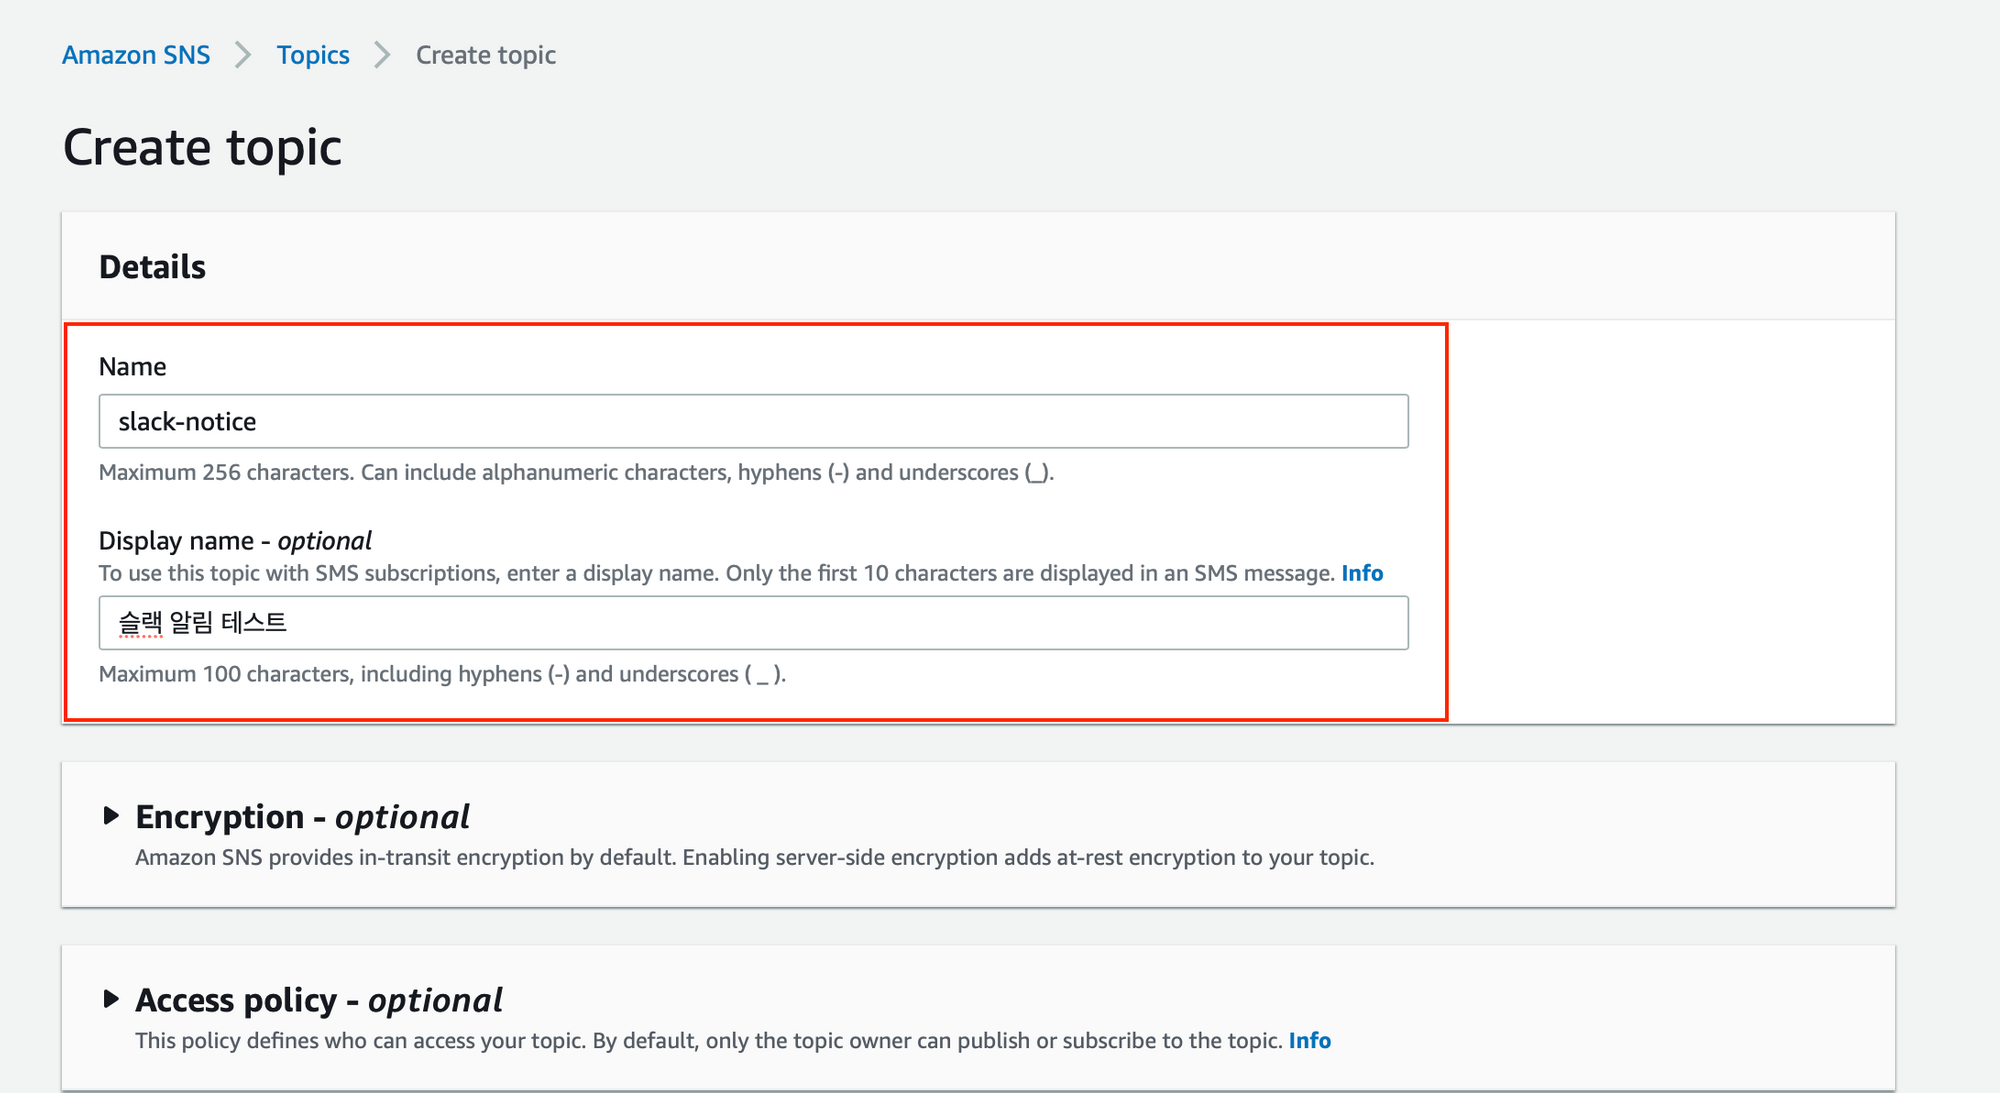 Amazon SNS > Topics > Create topic
Create topic
Details
Name
slack-notice
Maximum 256 characters. Can include alphanumeric characters, hyphens (-) and underscores (_).
Display name - optional
To use this topic with SMS subscriptions, enter a display name. Only the first 10 characters are displayed in an SMS message. Info
슬랙 알림 테스트
Maximum 100 characters, including hyphens (-) and underscores ( _ ).
Encryption - optional
Amazon SNS provides in-transit encryption by default. Enabling server-side encryption adds at-rest encryption to your topic.
Access policy - optional
This policy defines who can access your topic. By default, only the topic owner can publish or subscribe to the topic. Info